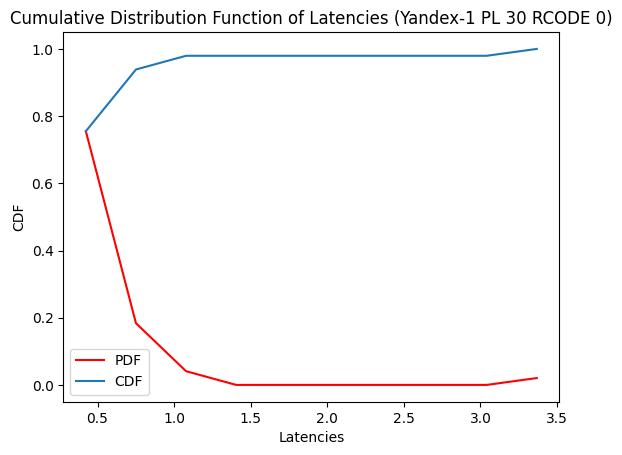 Cumulative Distribution Function of Latencies (Yandex-1 PL 30 RCODE 0)
1.0
0.8
0.6
0.4
0.2
0.0
CDF
PDF
CDF
0.5
1.0
1.5
2.0
2.5
3.0
3.5
Latencies